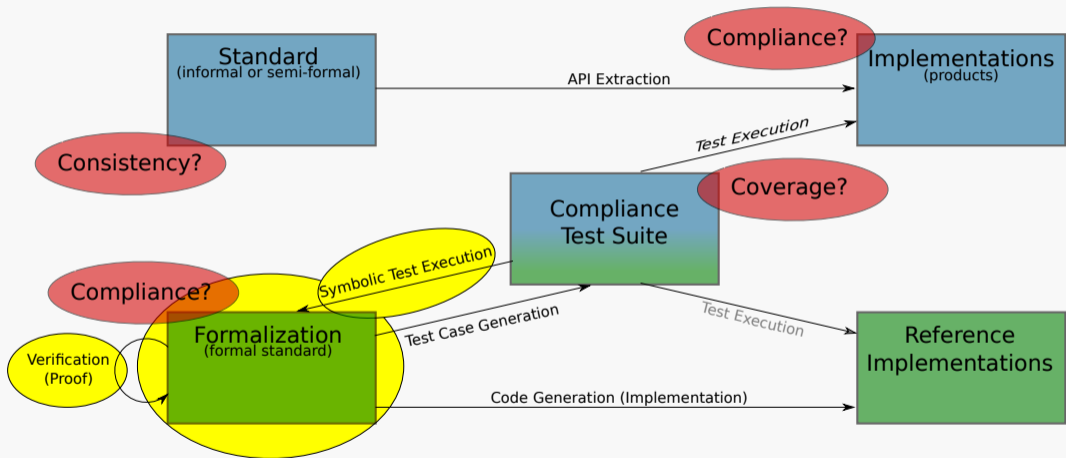 Compliance?
Standard
(informal or semi-formal)
Implementations
(products)
API Extraction
Test Execution
Consistency?
Coverage?
Compliance
Test Suite
Symbolic Test Execution
Compliance?
Test Case Generation
Test Execution
Formalization
(formal standard)
Reference
Implementations
Verification
(Proof)
Code Generation (Implementation)